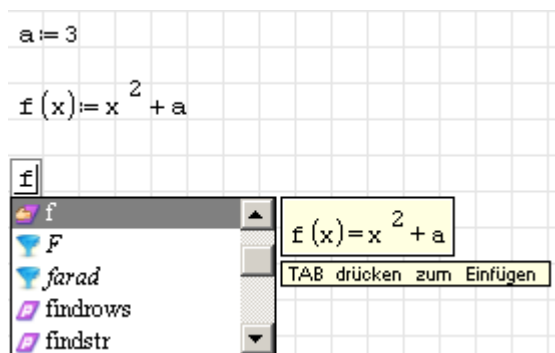 a:=3
f(x):=x² + a
f
f
F
farad
findrows
findstr
f(x)=x² + a
TAB drücken zum Einfügen